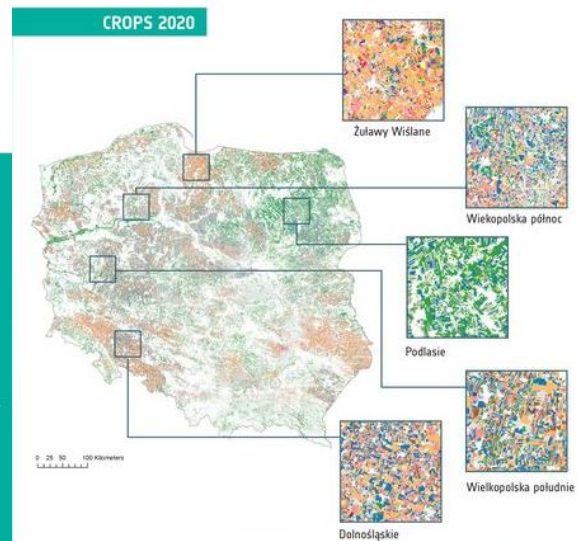 CROPS 2020
Żuławy Wiślane
Wiekopolska północ
Podlasie
Wielkopolska południe
Dolnośląskie
0 25 50 100 Kilometers